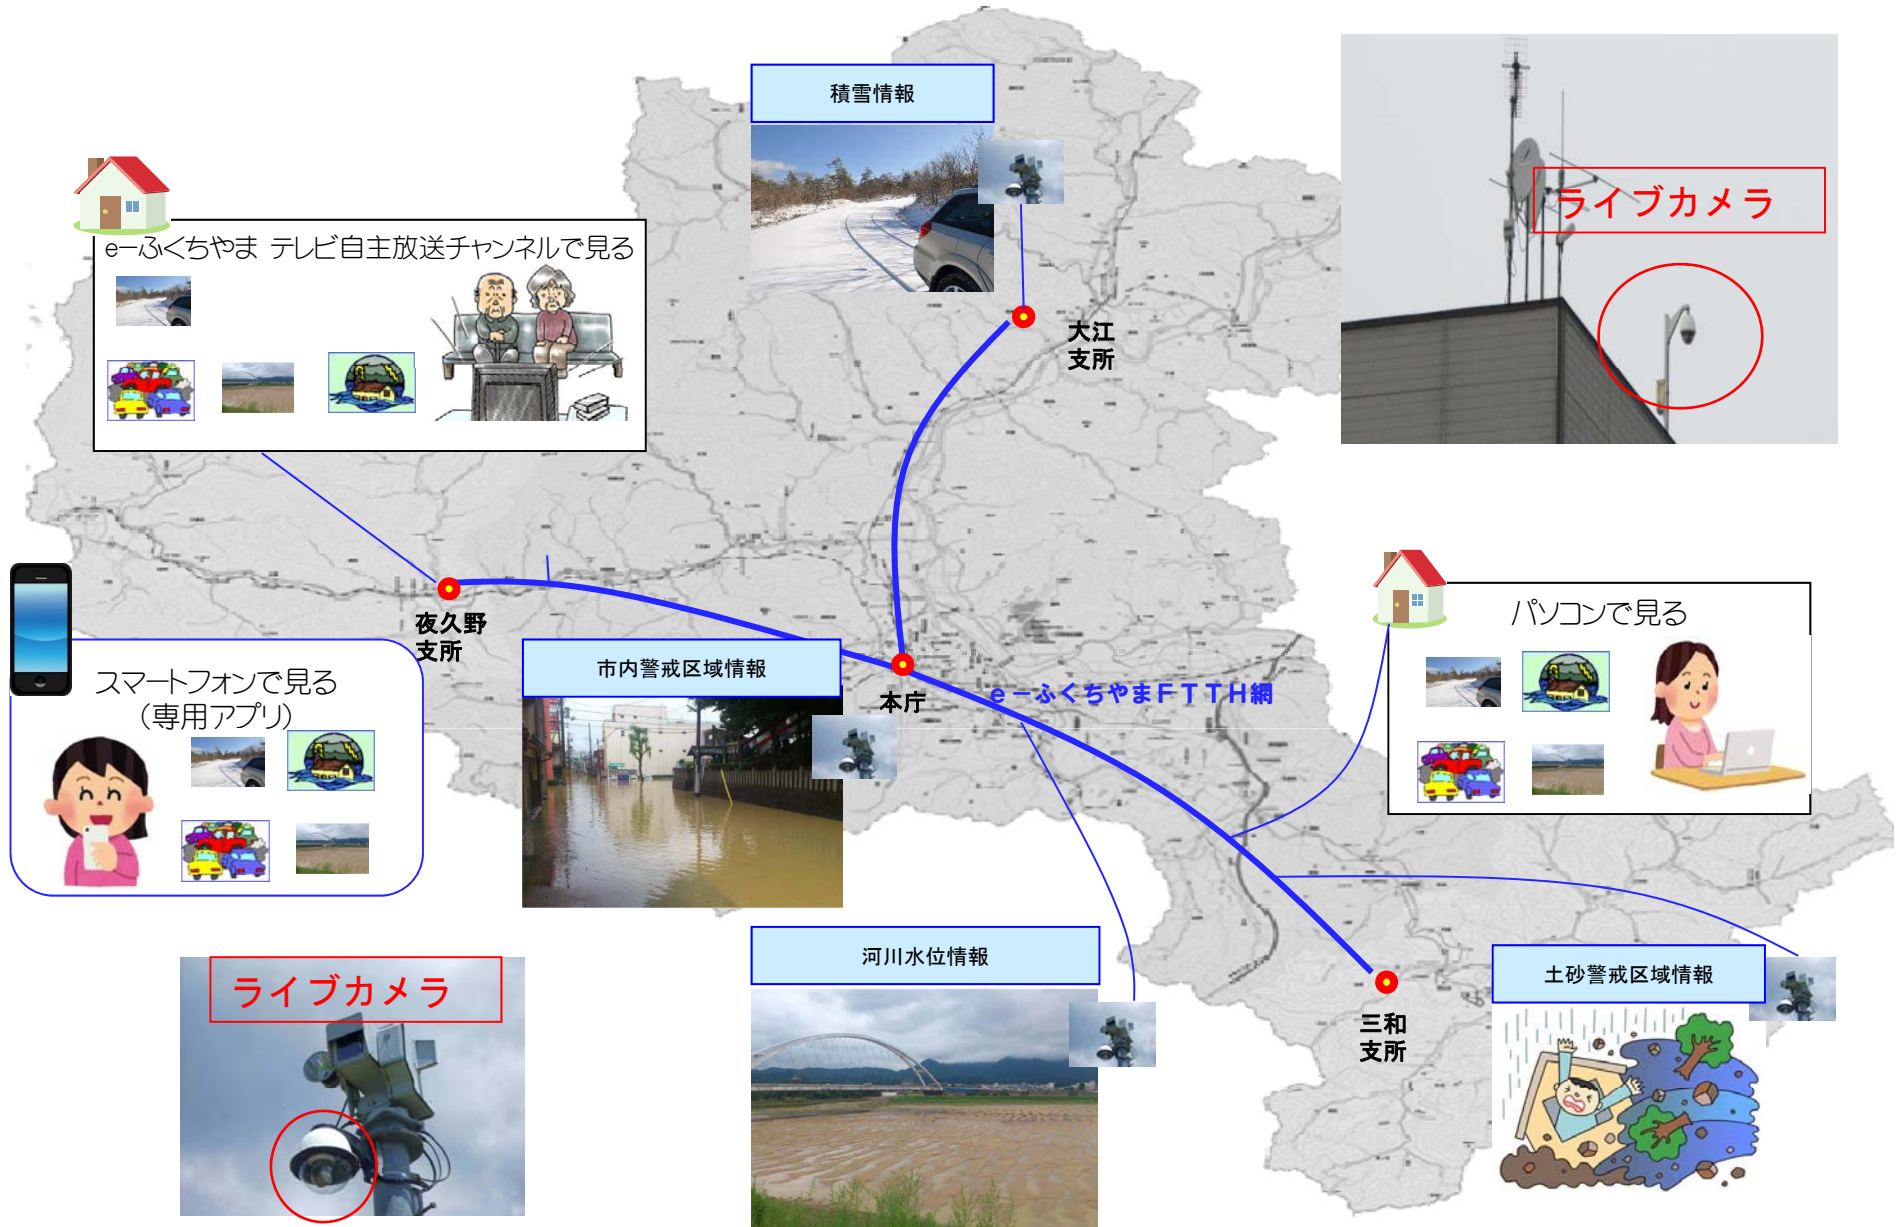 積雪情報
ライブカメラ
eーふくちやま テレビ自主放送チャンネルで見る
大江
支所
夜久野
支所
パソコンで見る
スマートフォンで見る
（専用アプリ）
市内警戒区域情報
本庁
eーふくちやまＦＴＴＨ網
河川水位情報
ライブカメラ
土砂警戒区域情報
三和
支所